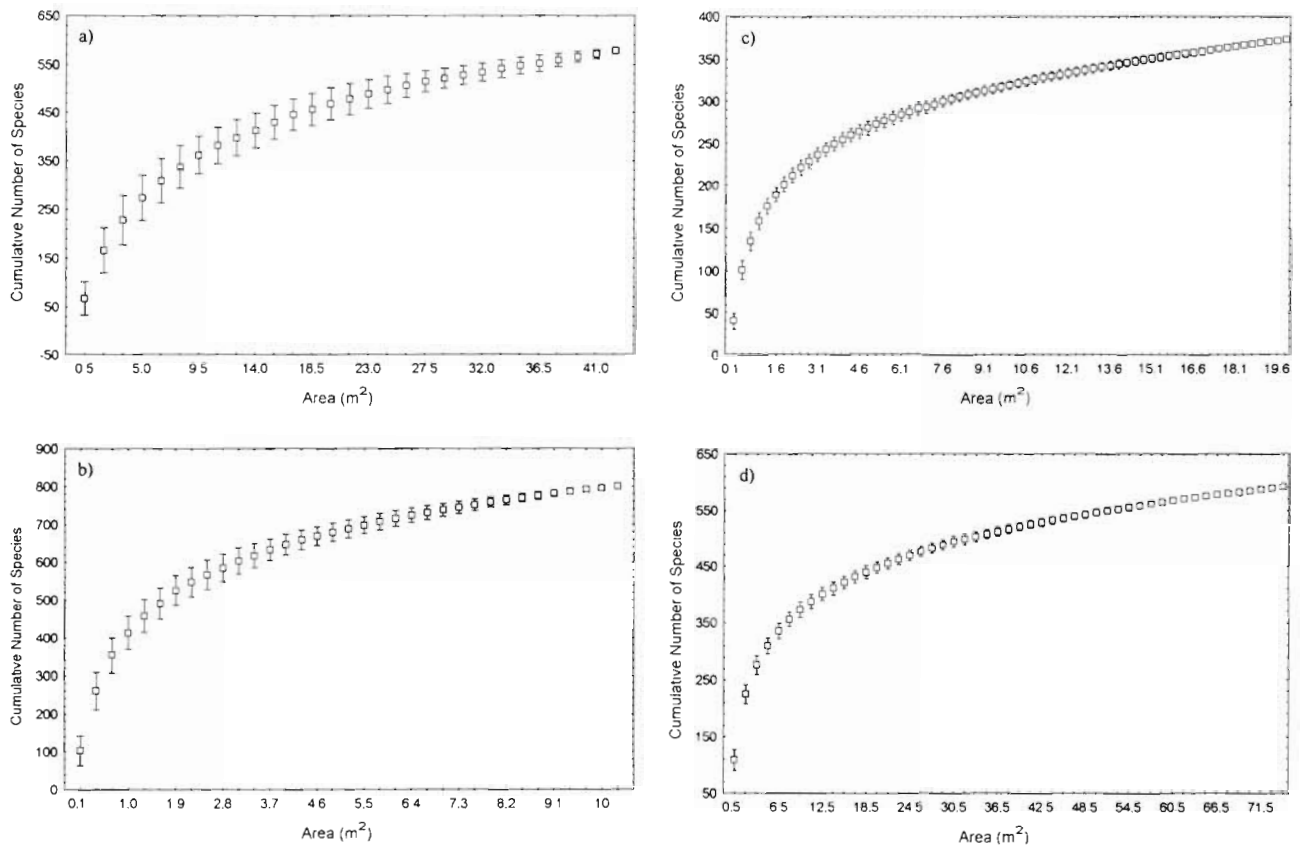 a)
Cumulative Number of Species
550
450
350
250
150
50
-50
0 5 5.0 9 5 14.0 18.5 23.0 27 5 32.0 36.5 41.0
Area (m²)
c)
Cumulative Number of Species
400
350
300
250
200
150
100
50
0
0 1 1 6 3 1 4 6 6.1 7 6 9.1 10 6 12.1 13 6 15.1 16 6 18.1 19 6
Area (m²)
b)
Cumulative Number of Species
900
800
700
600
500
400
300
200
100
0
0.1 1.0 1.9 2.8 3.7 4 6 5.5 6 4 7.3 8.2 9 1 10
Area (m²)
d)
Cumulative Number of Species
650
550
450
350
250
150
50
0 5 6 5 12.5 18.5 24 5 30 5 36 5 42 5 48 5 54 5 60 5 66 5 71.5
Area (m²)